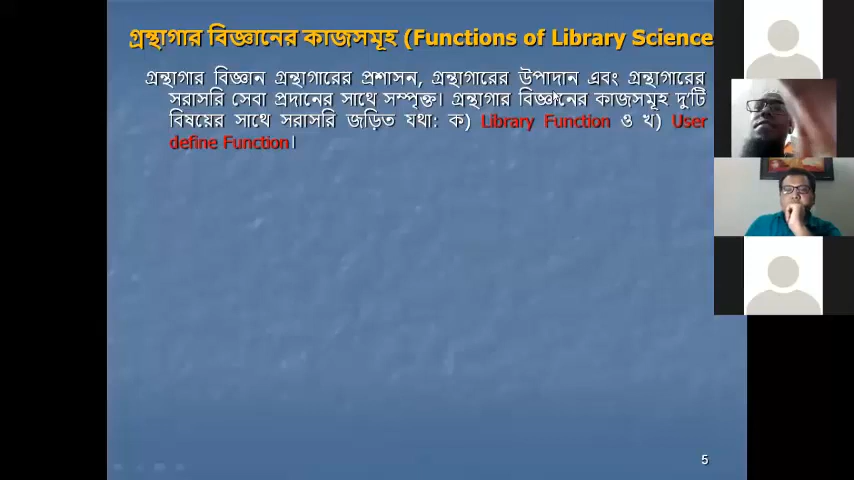 গ্রন্থাগার বিজ্ঞানের কাজসমূহ (Functions of Library Science
গ্রন্থাগার বিজ্ঞান গ্রন্থাগারের প্রশাসন, গ্রন্থাগারের উপাদান এবং গ্রন্থাগারের
সরাসরি সেবা প্রদানের সাথে সম্পৃক্ত। গ্রন্থাগার বিজ্ঞানের কাজসমূহ দু’টি
বিষয়ের সাথে সরাসরি জড়িত যথা: ক) Library Function ও খ) User
define Function।
5